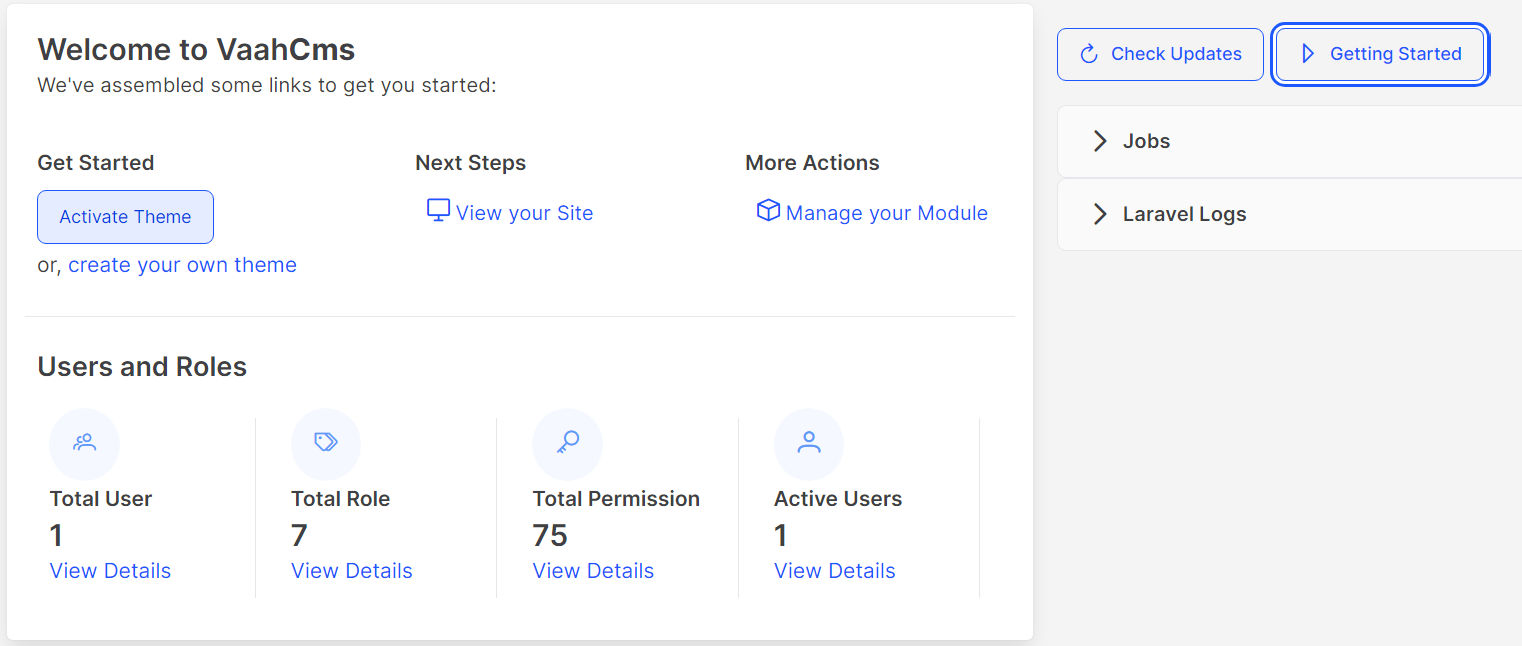 Welcome to VaahCms
We've assembled some links to get you started:
Get Started
Activate Theme
or, create your own theme
Next Steps
View your Site
More Actions
Manage your Module
Users and Roles
Total User
1
View Details
Total Role
7
View Details
Total Permission
75
View Details
Active Users
1
View Details
Check Updates
Getting Started
Jobs
Laravel Logs